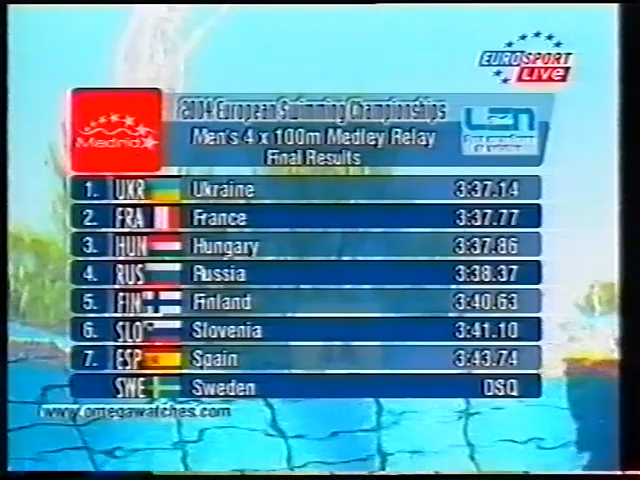 EUROSPORT
LIVE
2004 European Swimming Championships
Madrid
Men's 4 x 100m Medley Relay
LEN
Final Results
1. UKR Ukraine 3:37.14
2. FRA France 3:37.77
3. HUN Hungary 3:37.86
4. RUS Russia 3:38.37
5. FIN Finland 3:40.63
6. SLO Slovenia 3:41.10
7. ESP Spain 3:43.74
SWE Sweden DSQ
www.omegawatches.com